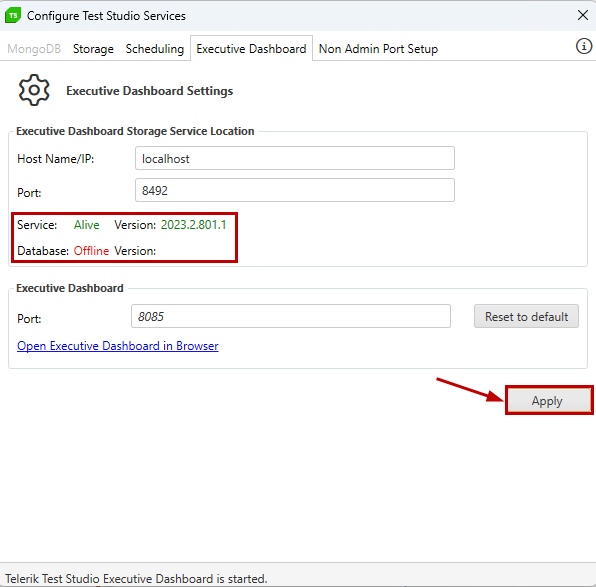 TS Configure Test Studio Services
MongoDB Storage Scheduling Executive Dashboard Non Admin Port Setup
Executive Dashboard Settings
Executive Dashboard Storage Service Location
Host Name/IP: localhost
Port: 8492
Service: Alive Version: 2023.2.801.1
Database: Offline Version:
Executive Dashboard
Port: 8085 Reset to default
Open Executive Dashboard in Browser
Apply
Telerik Test Studio Executive Dashboard is started.